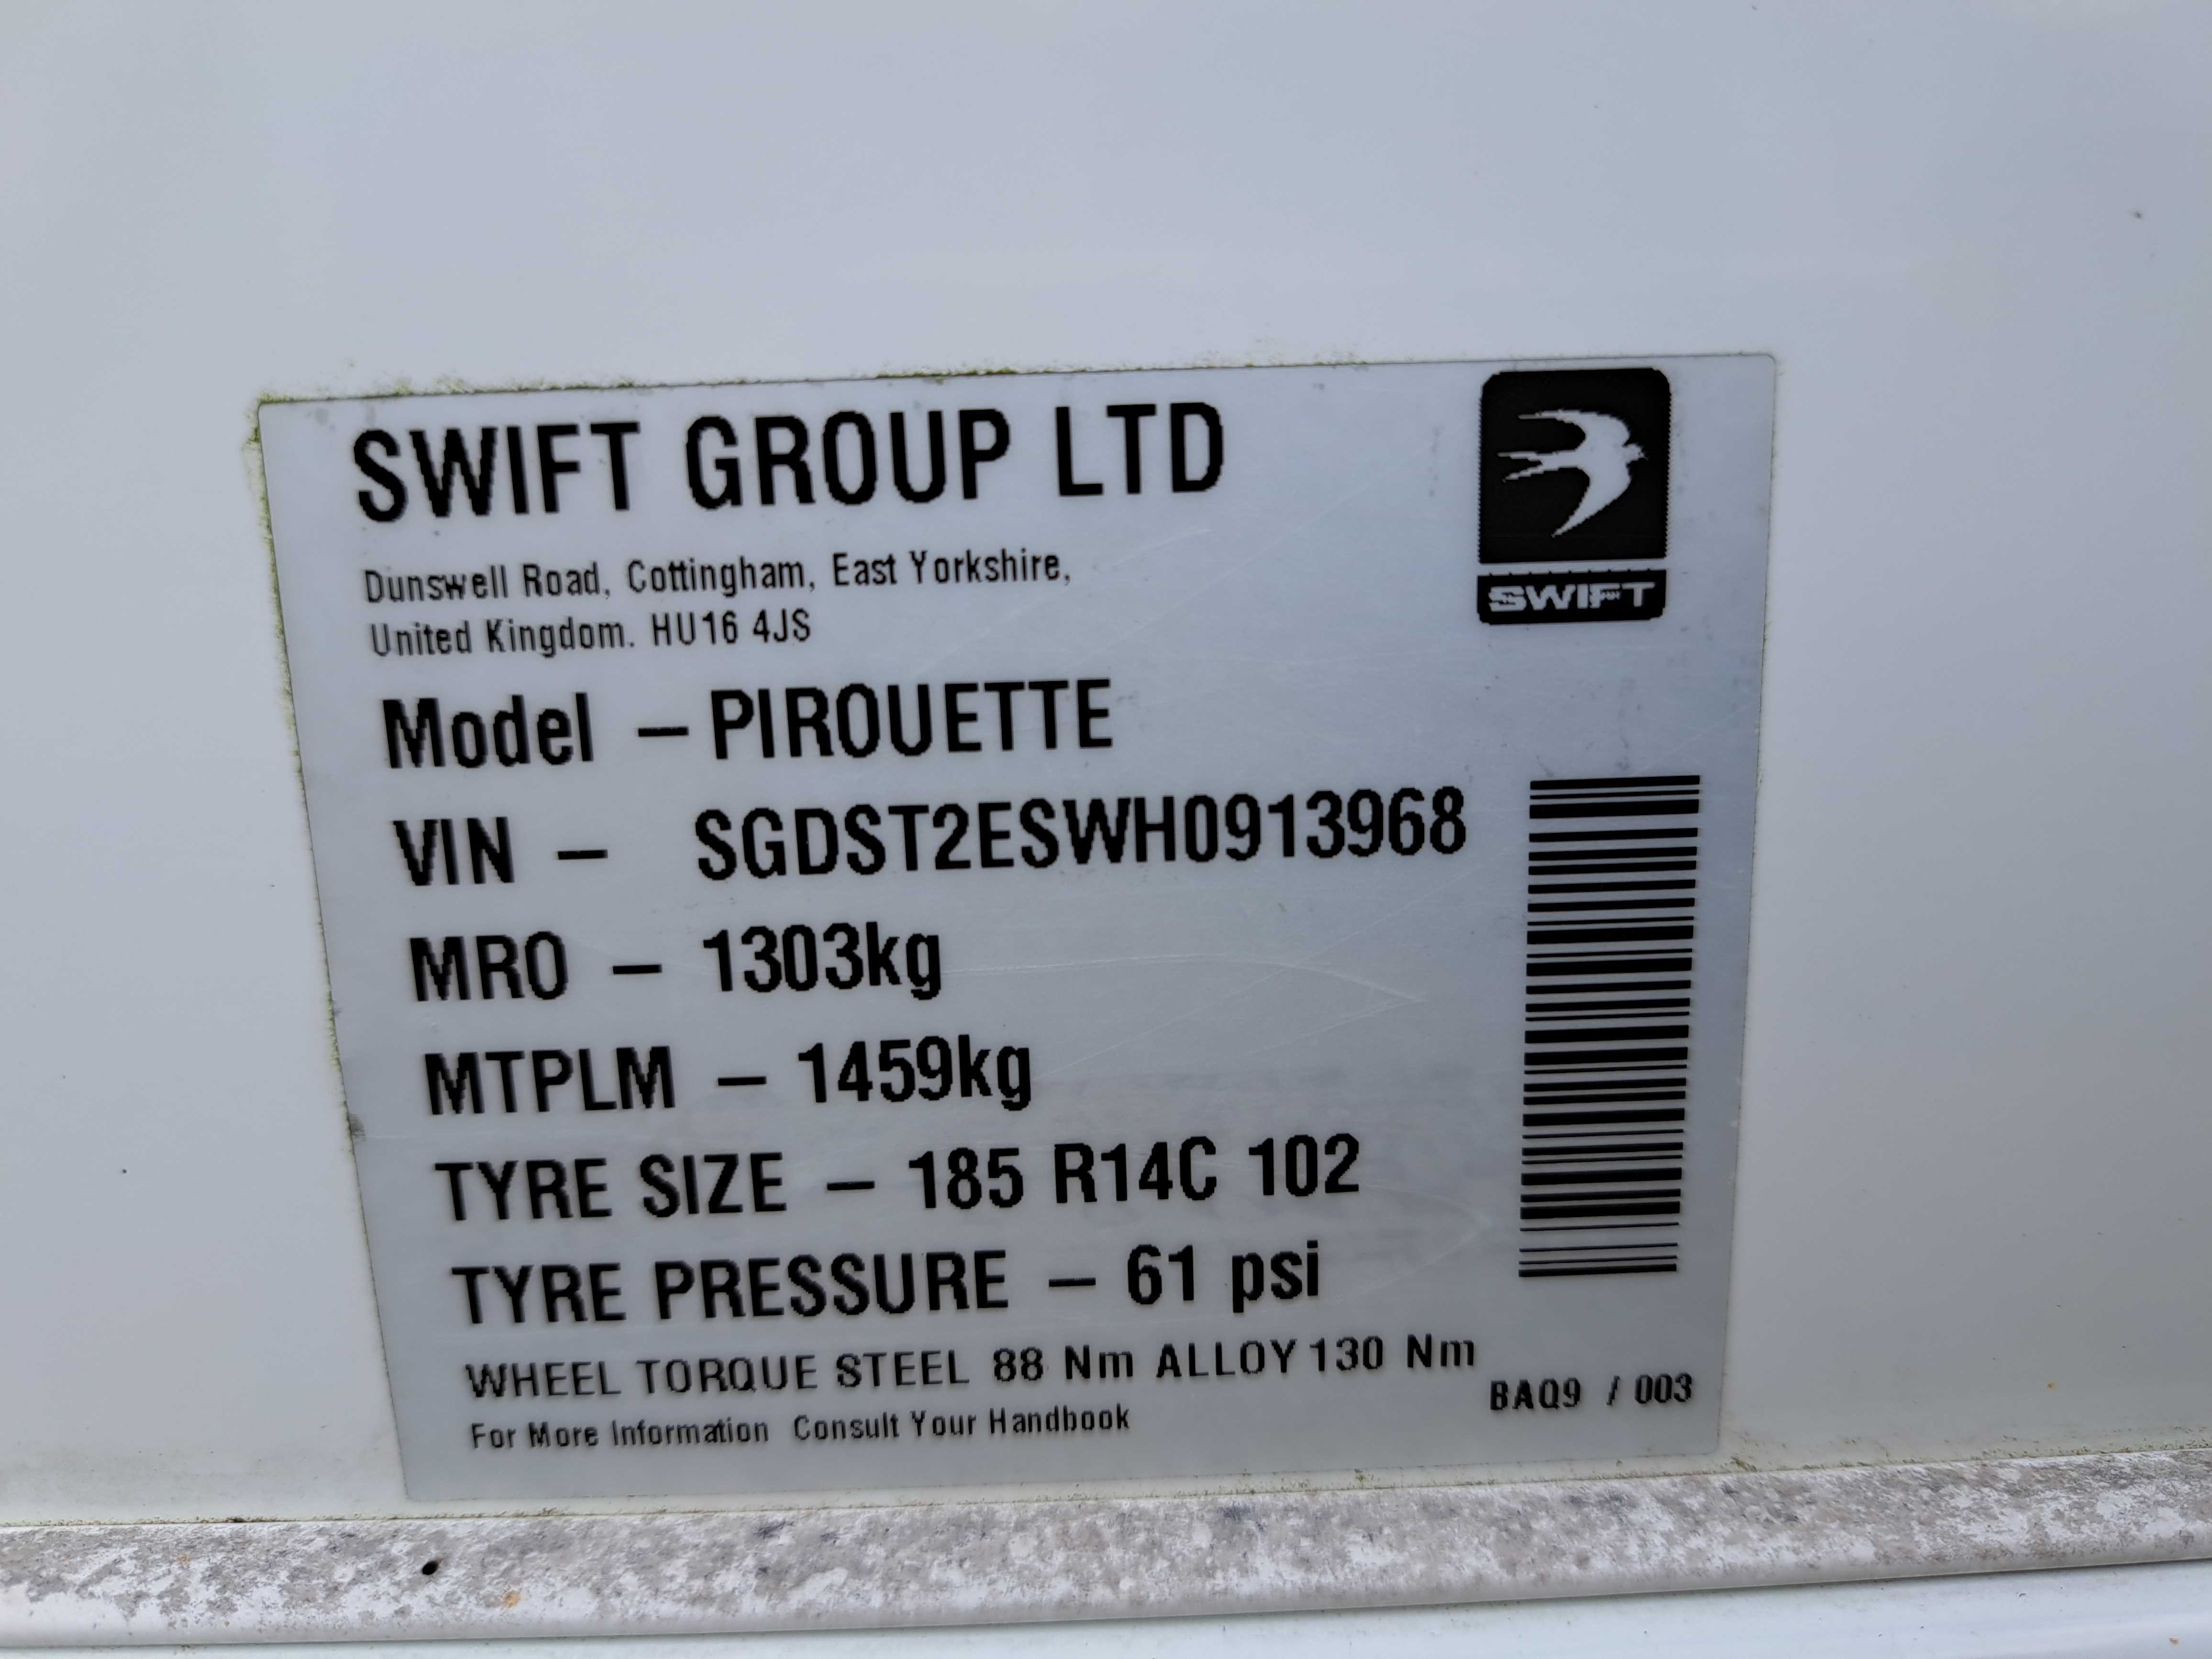 SWIFT GROUP LTD
Dunswell Road, Cottingham, East Yorkshire,
United Kingdom. HU16 4JS
SWIFT
Model – PIROUETTE
VIN – SGDST2ESWH0913968
MRO – 1303kg
MTPLM – 1459kg
TYRE SIZE – 185 R14C 102
TYRE PRESSURE – 61 psi
WHEEL TORQUE STEEL 88 Nm ALLOY 130 Nm
For More Information Consult Your Handbook
BAQ9 / 003